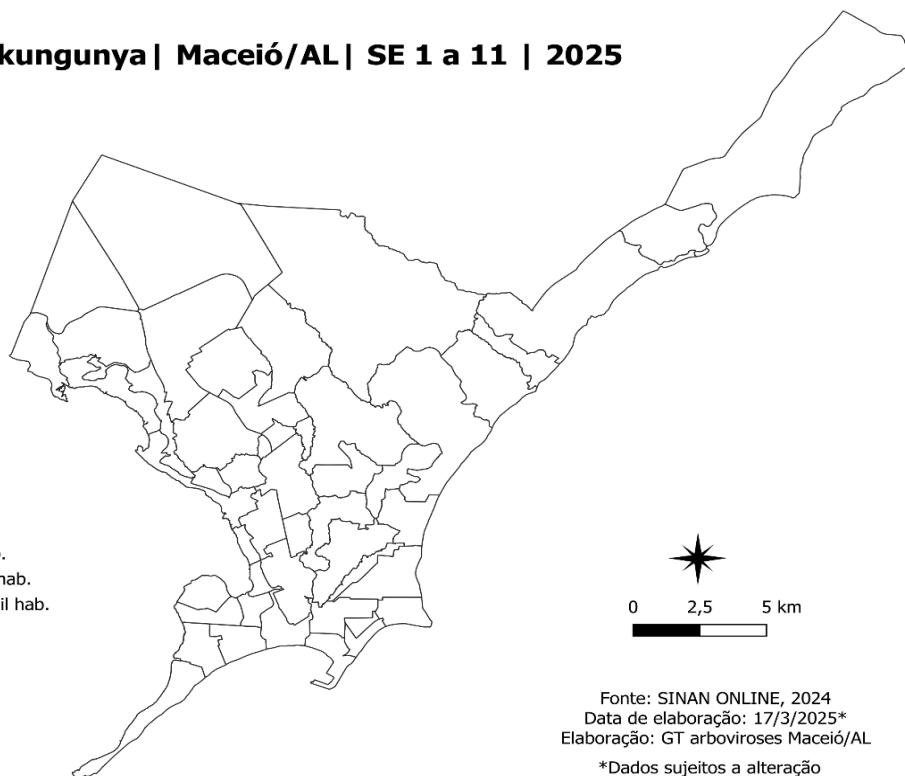 kungunya| Maceió/AL| SE 1 a 11 | 2025
hab.
il hab.
0 2,5 5 km
Fonte: SINAN ONLINE, 2024
Data de elaboração: 17/3/2025*
Elaboração: GT arboviroses Maceió/AL
*Dados sujeitos a alteração